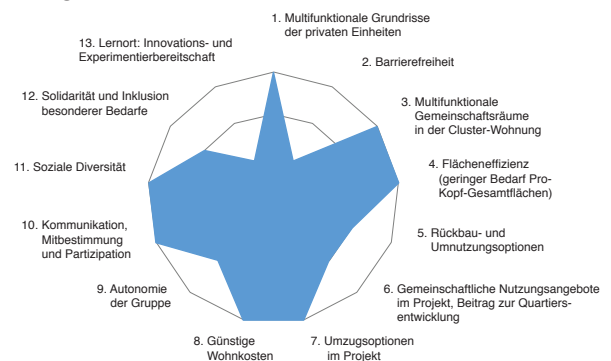 1. Multifunktionale Grundrisse
der privaten Einheiten
2. Barrierefreiheit
3. Multifunktionale
Gemeinschaftsräume
in der Cluster-Wohnung
4. Flächeneffizienz
(geringer Bedarf Pro-
Kopf-Gesamtflächen)
5. Rückbau- und
Umnutzungsoptionen
6. Gemeinschaftliche Nutzungsangebote
im Projekt, Beitrag zur Quartiers-
entwicklung
7. Umzugsoptionen
im Projekt
8. Günstige
Wohnkosten
9. Autonomie
der Gruppe
10. Kommunikation,
Mitbestimmung
und Partizipation
11. Soziale Diversität
12. Solidarität und Inklusion
besonderer Bedarfe
13. Lernort: Innovations- und
Experimentierbereitschaft